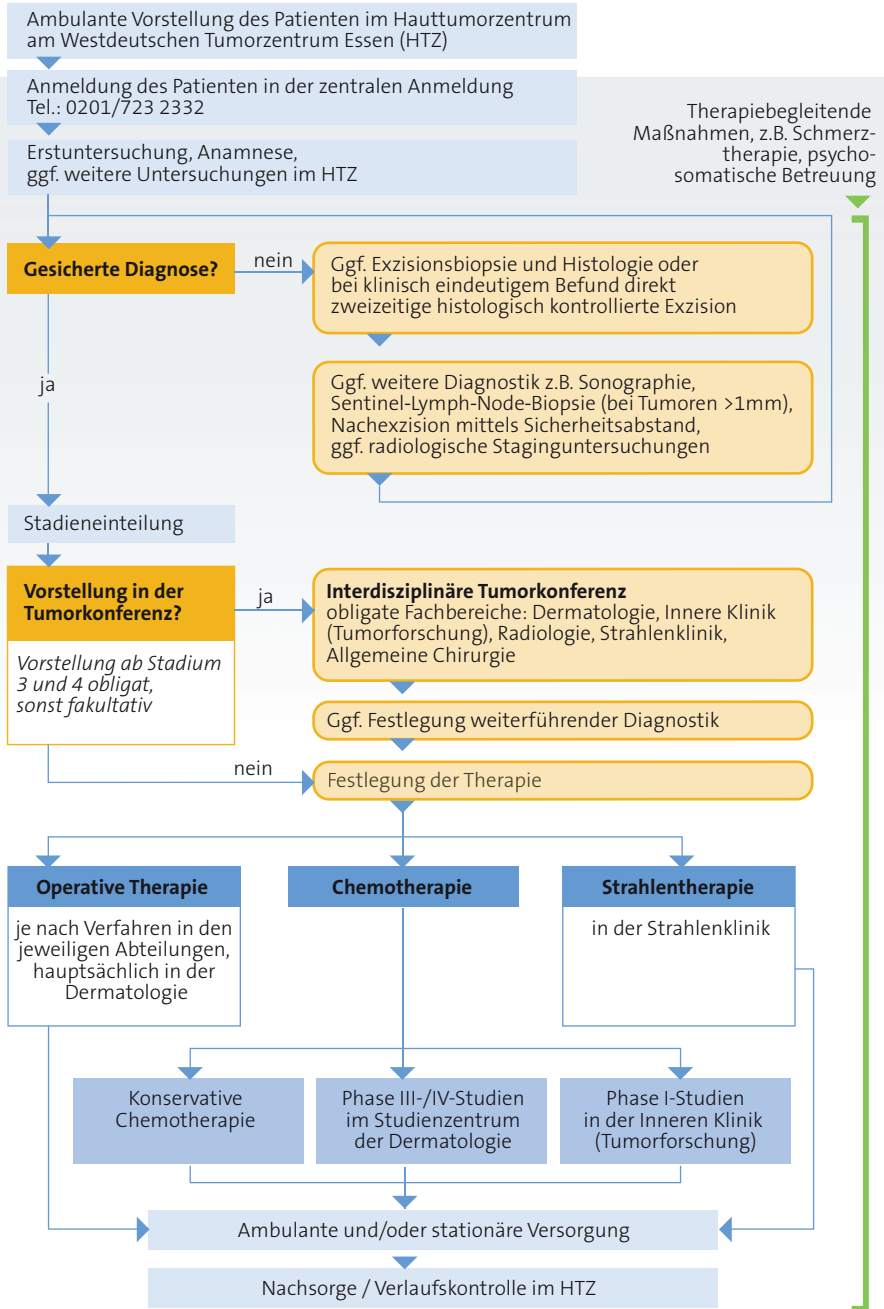 Ambulante Vorstellung des Patienten im Hauttumorzentrum
am Westdeutschen Tumorzentrum Essen (HTZ)
Anmeldung des Patienten in der zentralen Anmeldung
Tel.: 0201/723 2332
Therapiebegleitende
Maßnahmen, z.B. Schmerz-
therapie, psycho-
somatische Betreuung
Erstuntersuchung, Anamnese,
ggf. weitere Untersuchungen im HTZ
Gesicherte Diagnose?
nein
Ggf. Exzisionsbiopsie und Histologie oder
bei klinisch eindeutigem Befund direkt
zweizeitige histologisch kontrollierte Exzision
ja
Ggf. weitere Diagnostik z.B. Sonographie,
Sentinel-Lymph-Node-Biopsie (bei Tumoren >1mm),
Nachexzision mittels Sicherheitsabstand,
ggf. radiologische Staginguntersuchungen
Stadieneinteilung
Vorstellung in der
Tumorkonferenz?
Vorstellung ab Stadium
3 und 4 obligat,
sonst fakultativ
ja
Interdisziplinäre Tumorkonferenz
obligate Fachbereiche: Dermatologie, Innere Klinik
(Tumorforschung), Radiologie, Strahlenklinik,
Allgemeine Chirurgie
Ggf. Festlegung weiterführender Diagnostik
nein
Festlegung der Therapie
Operative Therapie
je nach Verfahren in den
jeweiligen Abteilungen,
hauptsächlich in der
Dermatologie
Chemotherapie
Strahlentherapie
in der Strahlenklinik
Konservative
Chemotherapie
Phase III-/IV-Studien
im Studienzentrum
der Dermatologie
Phase I-Studien
in der Inneren Klinik
(Tumorforschung)
Ambulante und/oder stationäre Versorgung
Nachsorge / Verlaufskontrolle im HTZ